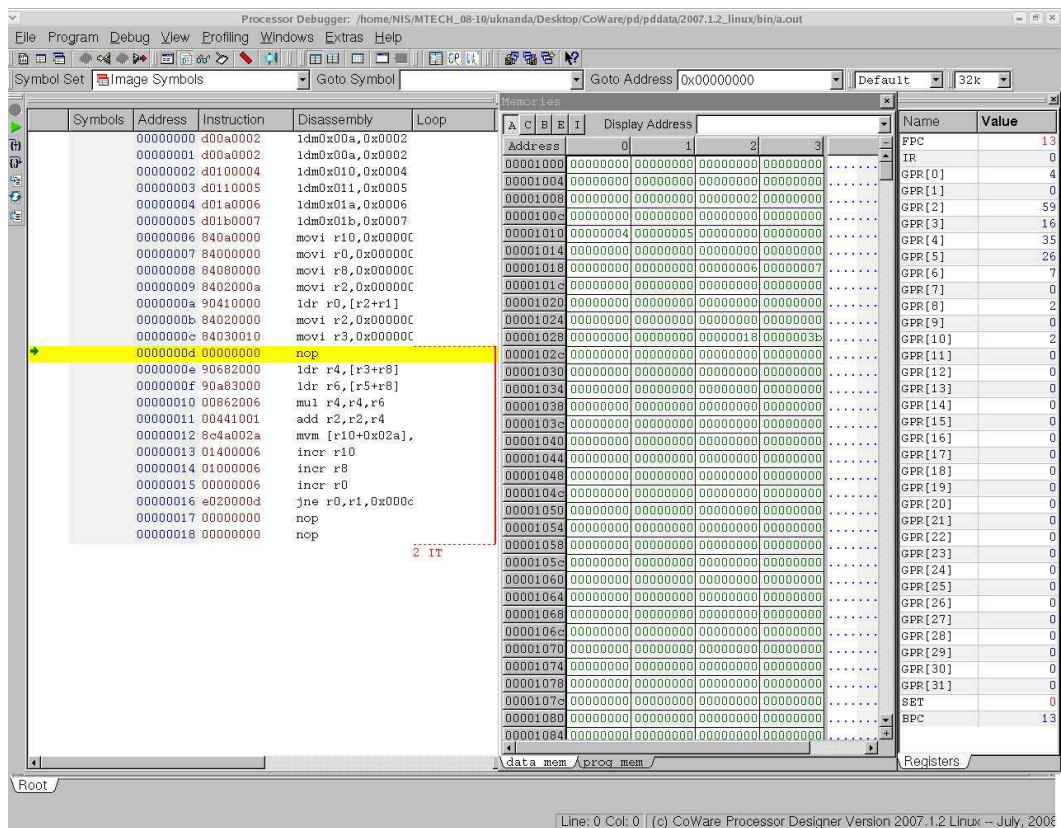 Processor Debugger: /home/NIS/MTECH_08-10/uknanda/Desktop/CoWare/pd/pddata/2007.1.2_linux/bin/a.out
File Program Debug View Profiling Windows Extras Help
Symbol Set Image Symbols Goto Symbol Goto Address 0x00000000 Default 32k
Symbols Address Instruction Disassembly Loop
00000000 d00a0002 ldm0x00a,0x0002
00000001 d00a0002 ldm0x00a,0x0002
00000002 d0100004 ldm0x010,0x0004
00000003 d0110005 ldm0x011,0x0005
00000004 d01a0006 ldm0x01a,0x0006
00000005 d01b0007 ldm0x01b,0x0007
00000006 840a0000 movi r10,0x0000
00000007 84000000 movi r0,0x00000
00000008 84080000 movi r8,0x00000
00000009 8402000a movi r2,0x00000
0000000a 90410000 ldr r0,[r2+r1]
0000000b 84020000 movi r2,0x00000
0000000c 84030010 movi r3,0x00000
0000000d 00000000 nop
0000000e 90682000 ldr r4,[r3+r8]
0000000f 90a83000 ldr r6,[r5+r8]
00000010 00862006 mul r4,r4,r6
00000011 00441001 add r2,r2,r4
00000012 8c4a002a mvm [r10+0x02a],
00000013 01400006 incr r10
00000014 01000006 incr r8
00000015 00000006 incr r0
00000016 e020000d jne r0,r1,0x000d
00000017 00000000 nop
00000018 00000000 nop
2 IT
Memories
A C B E I Display Address
Address 0 1 2 3
00001000 00000000 00000000 00000000 00000000
00001004 00000000 00000000 00000000 00000000
00001008 00000000 00000000 00000002 00000000
0000100c 00000000 00000000 00000000 00000000
00001010 00000004 00000005 00000000 00000000
00001014 00000000 00000000 00000000 00000000
00001018 00000000 00000000 00000006 00000007
0000101c 00000000 00000000 00000000 00000000
00001020 00000000 00000000 00000000 00000000
00001024 00000000 00000000 00000000 00000000
00001028 00000000 00000000 00000018 0000003b
0000102c 00000000 00000000 00000000 00000000
00001030 00000000 00000000 00000000 00000000
00001034 00000000 00000000 00000000 00000000
00001038 00000000 00000000 00000000 00000000
0000103c 00000000 00000000 00000000 00000000
00001040 00000000 00000000 00000000 00000000
00001044 00000000 00000000 00000000 00000000
00001048 00000000 00000000 00000000 00000000
0000104c 00000000 00000000 00000000 00000000
00001050 00000000 00000000 00000000 00000000
00001054 00000000 00000000 00000000 00000000
00001058 00000000 00000000 00000000 00000000
0000105c 00000000 00000000 00000000 00000000
00001060 00000000 00000000 00000000 00000000
00001064 00000000 00000000 00000000 00000000
00001068 00000000 00000000 00000000 00000000
0000106c 00000000 00000000 00000000 00000000
00001070 00000000 00000000 00000000 00000000
00001074 00000000 00000000 00000000 00000000
00001078 00000000 00000000 00000000 00000000
0000107c 00000000 00000000 00000000 00000000
00001080 00000000 00000000 00000000 00000000
00001084 00000000 00000000 00000000 00000000
data mem prog mem
Name Value
FPC 13
IR 0
GPR[0] 4
GPR[1] 0
GPR[2] 59
GPR[3] 16
GPR[4] 35
GPR[5] 26
GPR[6] 7
GPR[7] 0
GPR[8] 2
GPR[9] 0
GPR[10] 2
GPR[11] 0
GPR[12] 0
GPR[13] 0
GPR[14] 0
GPR[15] 0
GPR[16] 0
GPR[17] 0
GPR[18] 0
GPR[19] 0
GPR[20] 0
GPR[21] 0
GPR[22] 0
GPR[23] 0
GPR[24] 0
GPR[25] 0
GPR[26] 0
GPR[27] 0
GPR[28] 0
GPR[29] 0
GPR[30] 0
GPR[31] 0
SET 0
BPC 13
Registers
Root
Line: 0 Col: 0 (c) CoWare Processor Designer Version 2007.1.2 Linux -- July, 2008